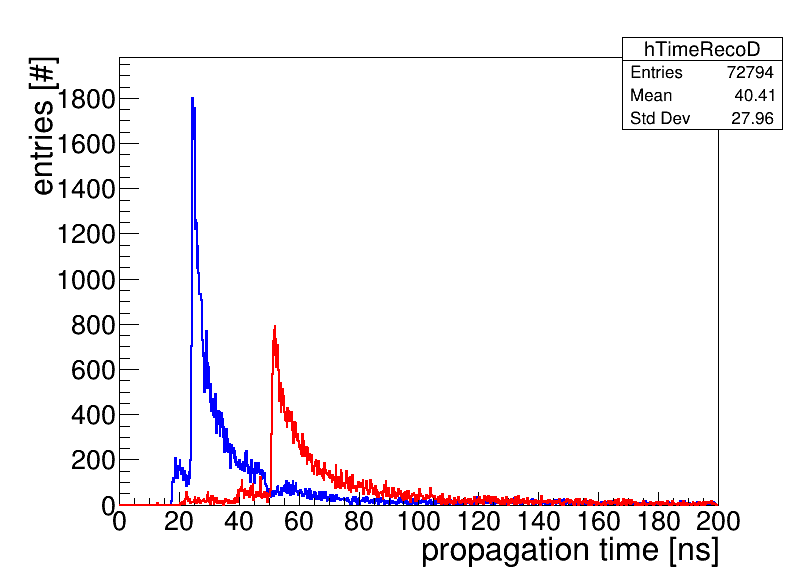 hTimeRecoD
Entries 72794
Mean 40.41
Std Dev 27.96
entries [#]
1800
1600
1400
1200
1000
800
600
400
200
0
0 20 40 60 80 100 120 140 160 180 200
propagation time [ns]